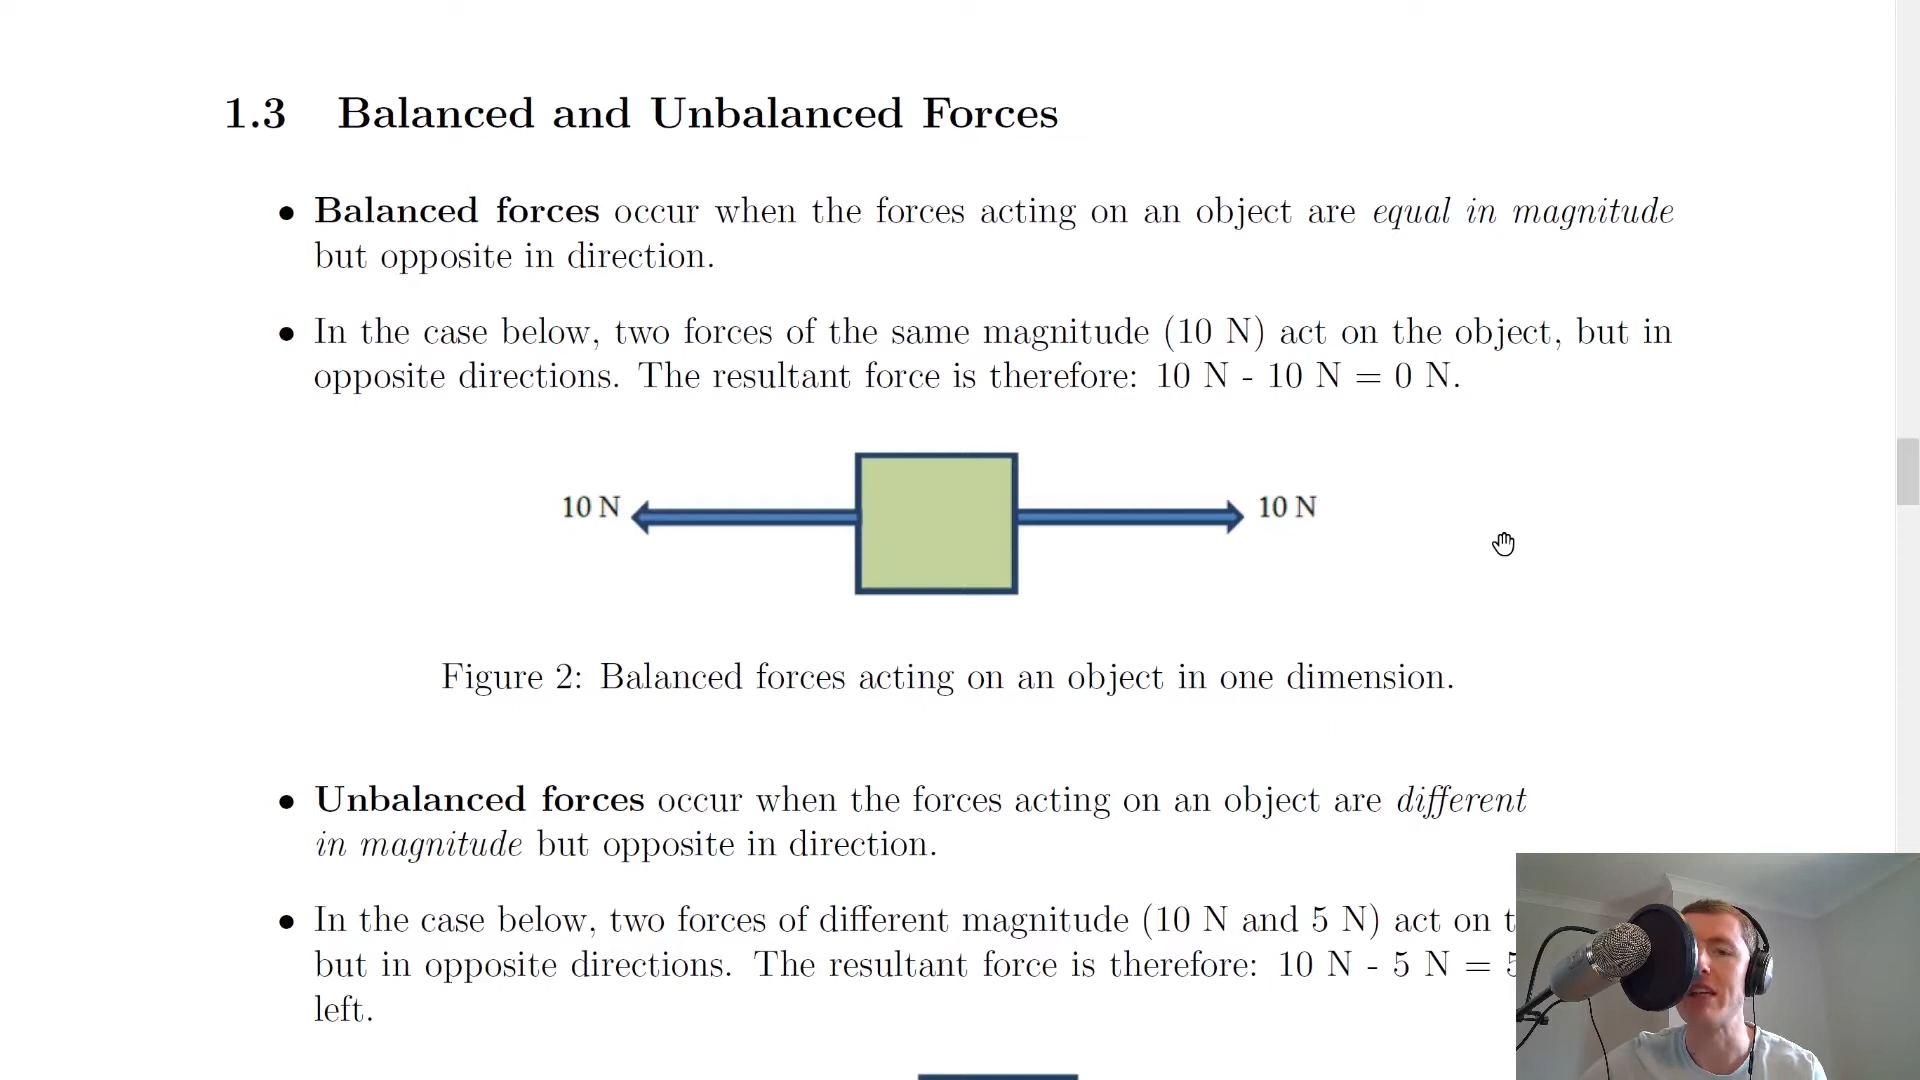 1.3 Balanced and Unbalanced Forces
• Balanced forces occur when the forces acting on an object are equal in magnitude
but opposite in direction.
• In the case below, two forces of the same magnitude (10 N) act on the object, but in
opposite directions. The resultant force is therefore: 10 N - 10 N = 0 N.
10 N 10 N
Figure 2: Balanced forces acting on an object in one dimension.
• Unbalanced forces occur when the forces acting on an object are different
in magnitude but opposite in direction.
• In the case below, two forces of different magnitude (10 N and 5 N) act on
but in opposite directions. The resultant force is therefore: 10 N - 5 N =
left.